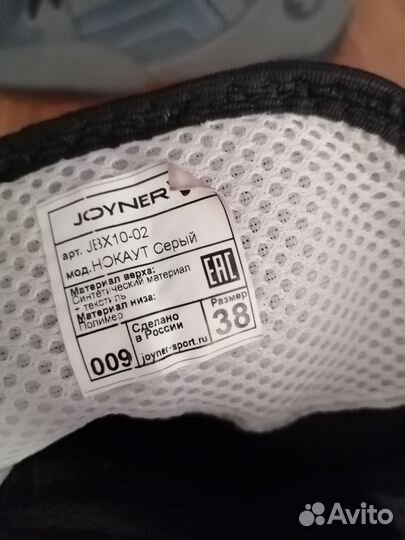 JOYNER
арт. JBX10-02
мод. НОКАУТ Серый
Материал верха:
Синтетический материал
+ текстиль
Материал низа:
Полимер
EAC
009
Сделано
в России
joyner-sport.ru
Размер
38
Avito